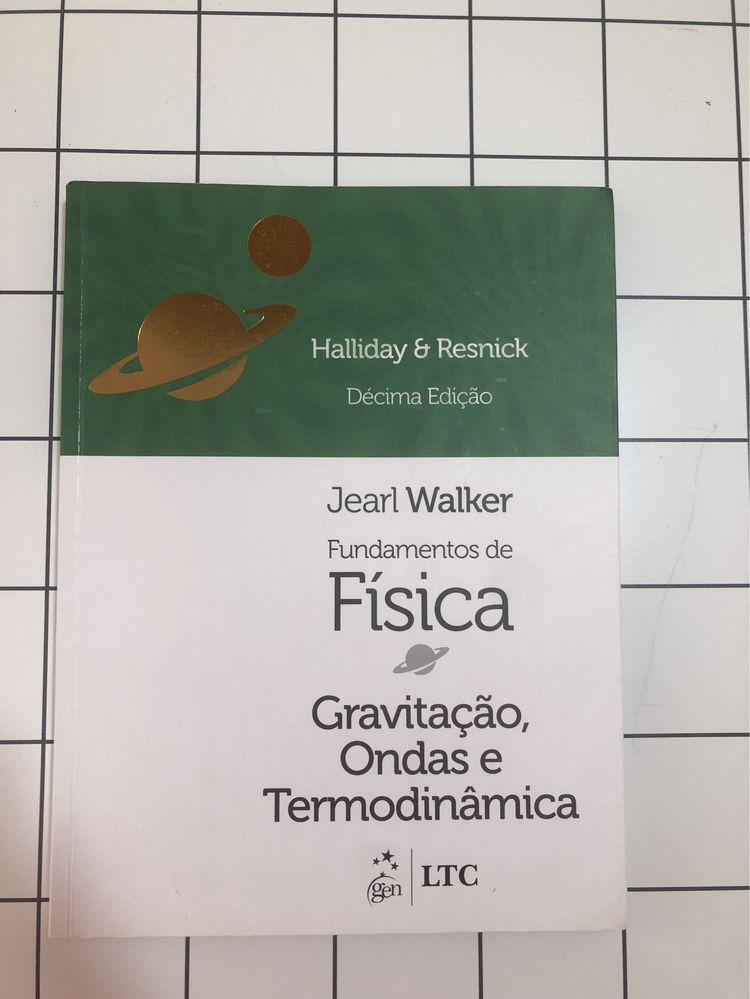 Halliday & Resnick
Décima Edição
Jearl Walker
Fundamentos de
Física
Gravitação,
Ondas e
Termodinâmica
gen LTC